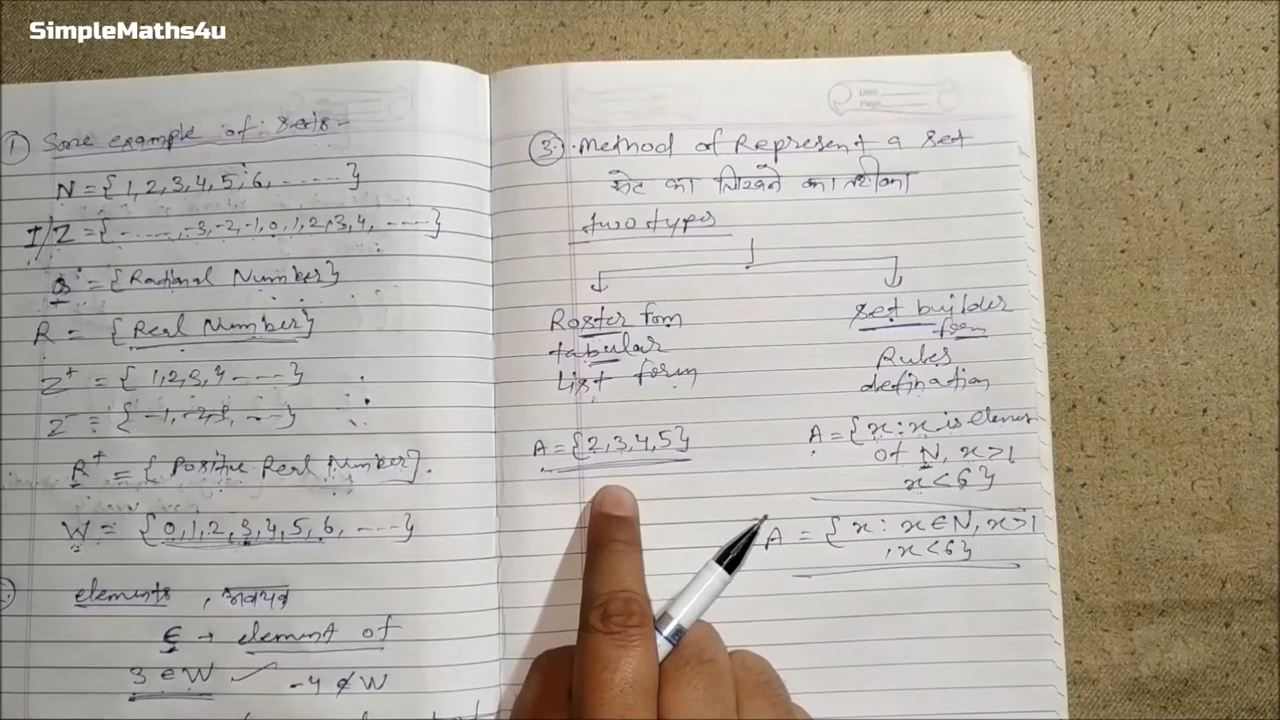 SimpleMaths4u
① Some example of sets-
N = {1,2,3,4,5,6, ------}
I/Z = {- ...., -3,-2,-1,0,1,2,3,4, ----}
Q = {Rational Number}
R = {Real Number}
Z⁺ = {1,2,3,4 -----}
Z⁻ = {-1,-2,3, ---}
R⁺ = {Positive Real Number}.
W = {0,1,2,3,4,5,6, ----}
elements, अवयव
∈ → element of
3 ∈ W ✓ -4 ∉ W
③. Method of Represent a set
सेट का लिखने का तरीका
two types
Roster fom
tabular
List form
A = {2,3,4,5}
set builder
form
Rules
defination
A = {x : x is elemen
of N, x>1
x<6}
A = {x : x∈N, x>1
, x<6}